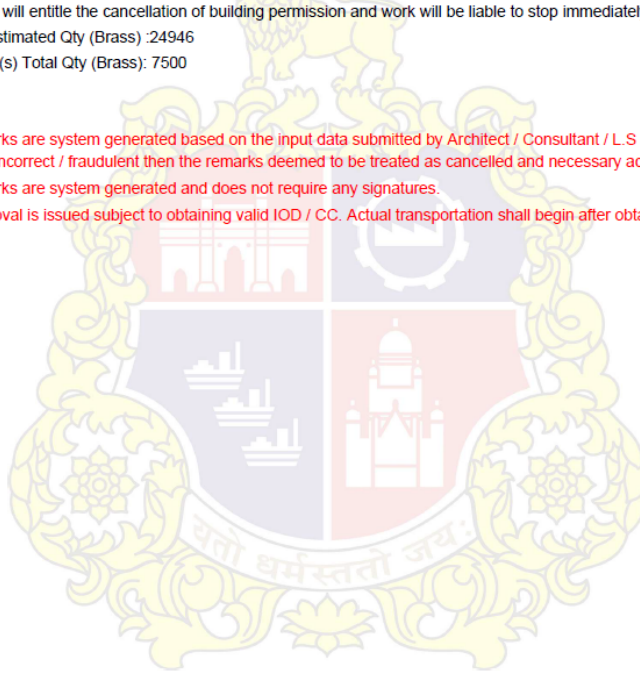 will entitle the cancellation of building permission and work will be liable to stop immediatel
stimated Qty (Brass) :24946
(s) Total Qty (Brass): 7500
rks are system generated based on the input data submitted by Architect / Consultant / L.S
ncorrect / fraudulent then the remarks deemed to be treated as cancelled and necessary ac
rks are system generated and does not require any signatures.
oval is issued subject to obtaining valid IOD / CC. Actual transportation shall begin after obta
यतो धर्मस्ततो जय: